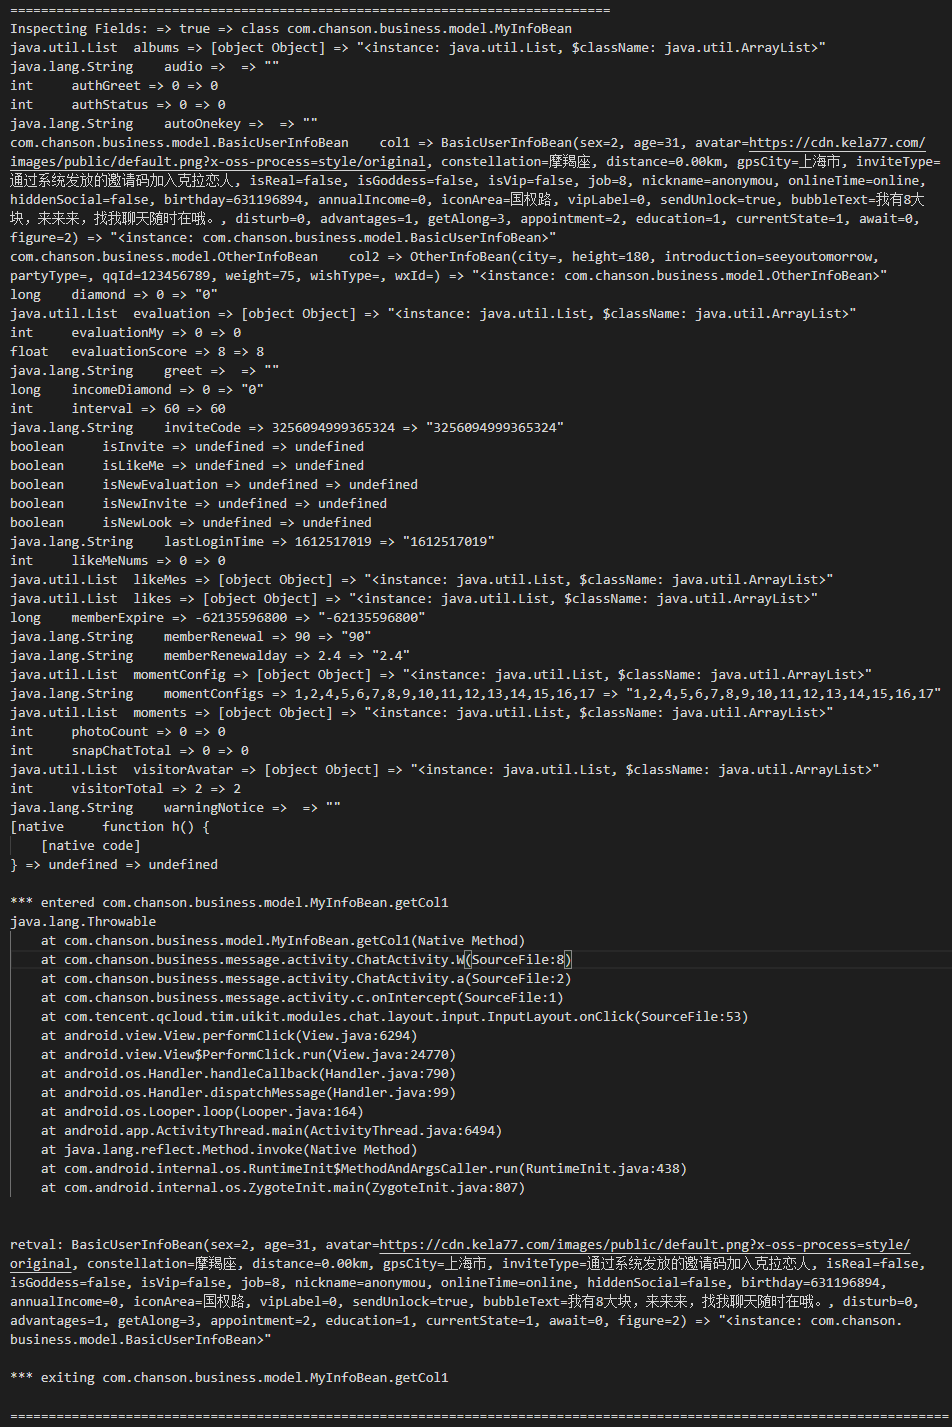 ==============================================================================
Inspecting Fields: => true => class com.chanson.business.model.MyInfoBean
java.util.List  albums => [object Object] => "<instance: java.util.List, $className: java.util.ArrayList>"
java.lang.String    audio =>  => ""
int     authGreet => 0 => 0
int     authStatus => 0 => 0
java.lang.String    autoOnekey =>  => ""
com.chanson.business.model.BasicUserInfoBean    col1 => BasicUserInfoBean(sex=2, age=31, avatar=https://cdn.kela77.com/
images/public/default.png?x-oss-process=style/original, constellation=摩羯座, distance=0.00km, gpsCity=上海市, inviteType=
通过系统发放的邀请码加入克拉恋人, isReal=false, isGoddess=false, isVip=false, job=8, nickname=anonymou, onlineTime=online,
hiddenSocial=false, birthday=631196894, annualIncome=0, iconArea=国权路, vipLabel=0, sendUnlock=true, bubbleText=我有8大
块，来来来，找我聊天随时在哦。, disturb=0, advantages=1, getAlong=3, appointment=2, education=1, currentState=1, await=0,
figure=2) => "<instance: com.chanson.business.model.BasicUserInfoBean>"
com.chanson.business.model.OtherInfoBean    col2 => OtherInfoBean(city=, height=180, introduction=seeyoutomorrow,
partyType=, qqId=123456789, weight=75, wishType=, wxId=) => "<instance: com.chanson.business.model.OtherInfoBean>"
long    diamond => 0 => "0"
java.util.List  evaluation => [object Object] => "<instance: java.util.List, $className: java.util.ArrayList>"
int     evaluationMy => 0 => 0
float   evaluationScore => 8 => 8
java.lang.String    greet =>  => ""
long    incomeDiamond => 0 => "0"
int     interval => 60 => 60
java.lang.String    inviteCode => 3256094999365324 => "3256094999365324"
boolean     isInvite => undefined => undefined
boolean     isLikeMe => undefined => undefined
boolean     isNewEvaluation => undefined => undefined
boolean     isNewInvite => undefined => undefined
boolean     isNewLook => undefined => undefined
java.lang.String    lastLoginTime => 1612517019 => "1612517019"
int     likeMeNums => 0 => 0
java.util.List  likeMes => [object Object] => "<instance: java.util.List, $className: java.util.ArrayList>"
java.util.List  likes => [object Object] => "<instance: java.util.List, $className: java.util.ArrayList>"
long    memberExpire => -62135596800 => "-62135596800"
java.lang.String    memberRenewal => 90 => "90"
java.lang.String    memberRenewalday => 2.4 => "2.4"
java.util.List  momentConfig => [object Object] => "<instance: java.util.List, $className: java.util.ArrayList>"
java.lang.String    momentConfigs => 1,2,4,5,6,7,8,9,10,11,12,13,14,15,16,17 => "1,2,4,5,6,7,8,9,10,11,12,13,14,15,16,17"
java.util.List  moments => [object Object] => "<instance: java.util.List, $className: java.util.ArrayList>"
int     photoCount => 0 => 0
int     snapChatTotal => 0 => 0
java.util.List  visitorAvatar => [object Object] => "<instance: java.util.List, $className: java.util.ArrayList>"
int     visitorTotal => 2 => 2
java.lang.String    warningNotice =>  => ""
[native     function h() {
    [native code]
} => undefined => undefined

*** entered com.chanson.business.model.MyInfoBean.getCol1
java.lang.Throwable
    at com.chanson.business.model.MyInfoBean.getCol1(Native Method)
    at com.chanson.business.message.activity.ChatActivity.W(SourceFile:8)
    at com.chanson.business.message.activity.ChatActivity.a(SourceFile:2)
    at com.chanson.business.message.activity.c.onIntercept(SourceFile:1)
    at com.tencent.qcloud.tim.uikit.modules.chat.layout.input.InputLayout.onClick(SourceFile:53)
    at android.view.View.performClick(View.java:6294)
    at android.view.View$PerformClick.run(View.java:24770)
    at android.os.Handler.handleCallback(Handler.java:790)
    at android.os.Handler.dispatchMessage(Handler.java:99)
    at android.os.Looper.loop(Looper.java:164)
    at android.app.ActivityThread.main(ActivityThread.java:6494)
    at java.lang.reflect.Method.invoke(Native Method)
    at com.android.internal.os.RuntimeInit$MethodAndArgsCaller.run(RuntimeInit.java:438)
    at com.android.internal.os.ZygoteInit.main(ZygoteInit.java:807)

retval: BasicUserInfoBean(sex=2, age=31, avatar=https://cdn.kela77.com/images/public/default.png?x-oss-process=style/
original, constellation=摩羯座, distance=0.00km, gpsCity=上海市, inviteType=通过系统发放的邀请码加入克拉恋人, isReal=false,
isGoddess=false, isVip=false, job=8, nickname=anonymou, onlineTime=online, hiddenSocial=false, birthday=631196894,
annualIncome=0, iconArea=国权路, vipLabel=0, sendUnlock=true, bubbleText=我有8大块，来来来，找我聊天随时在哦。, disturb=0,
advantages=1, getAlong=3, appointment=2, education=1, currentState=1, await=0, figure=2) => "<instance: com.chanson.
business.model.BasicUserInfoBean>"

*** exiting com.chanson.business.model.MyInfoBean.getCol1

==========================================================================================================================